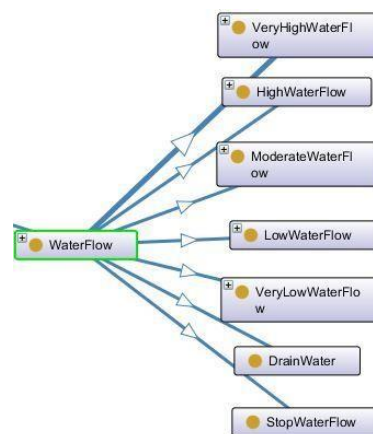 VeryHighWaterFl
ow
HighWaterFlow
ModerateWaterFl
ow
WaterFlow
LowWaterFlow
VeryLowWaterFlo
w
DrainWater
StopWaterFlow